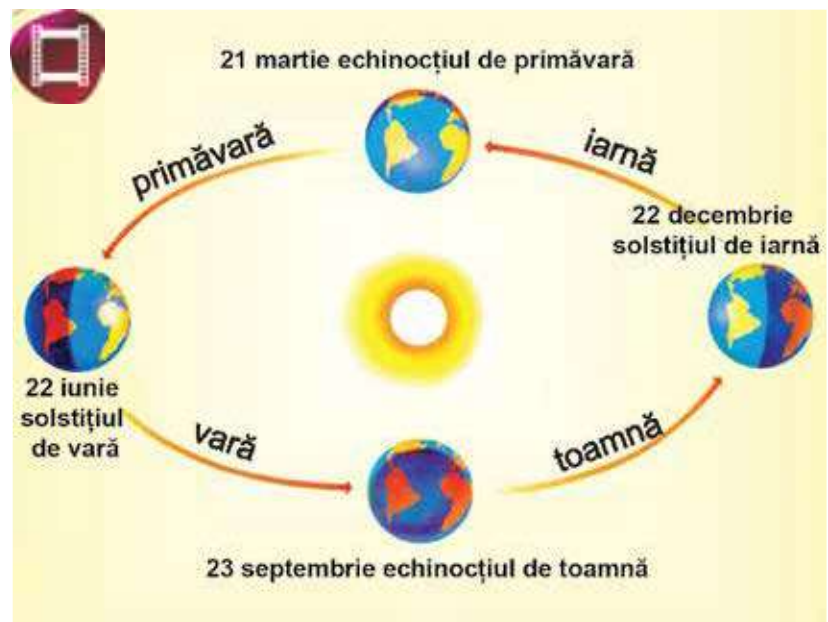 21 martie echinocțiul de primăvară
primăvară
iarnă
22 decembrie
solstițiul de iarnă
22 iunie
solstițiul
de vară
vară
toamnă
23 septembrie echinocțiul de toamnă